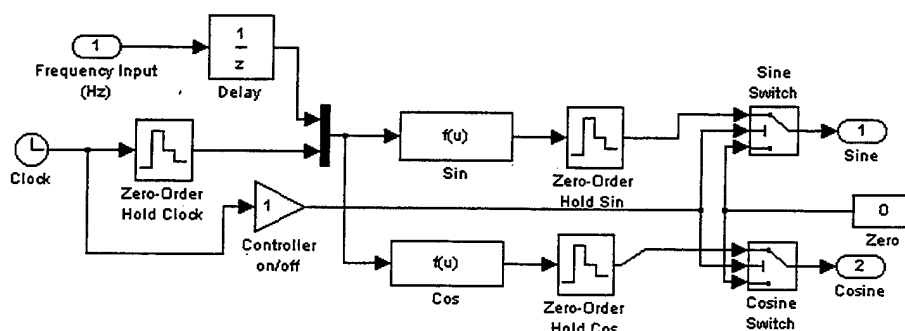 1
Frequency Input
(Hz)
1
z
Delay
Clock
Zero-Order
Hold Clock
1
Controller
on/off
f(u)
Sin
Zero-Order
Hold Sin
f(u)
Cos
Zero-Order
Hold Cos
Sine
Switch
1
Sine
0
Zero
2
Cosine
Cosine
Switch